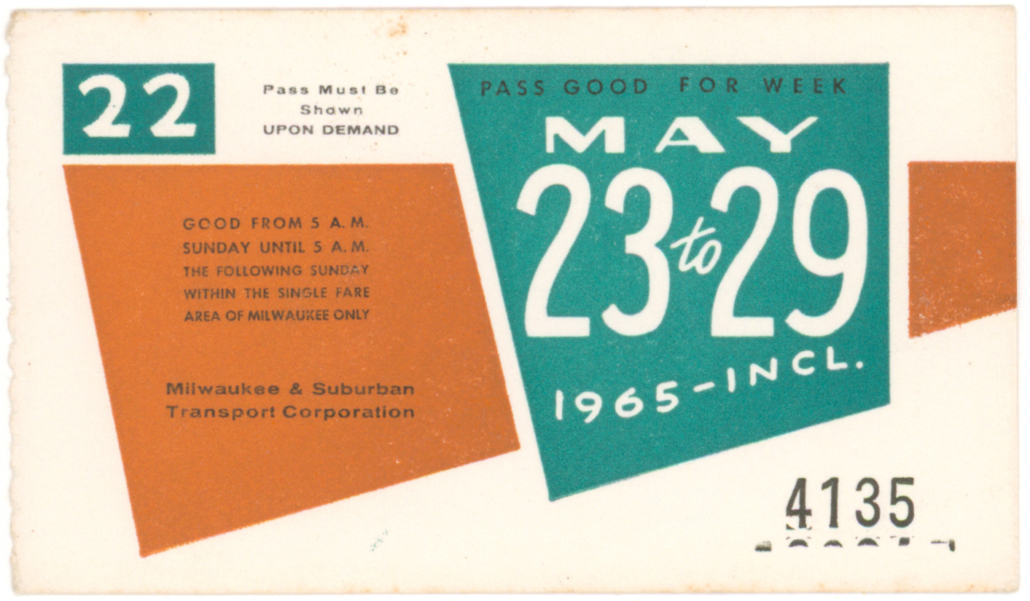 22
Pass Must Be
Shown
UPON DEMAND
GOOD FROM 5 A. M.
SUNDAY UNTIL 5 A. M.
THE FOLLOWING SUNDAY
WITHIN THE SINGLE FARE
AREA OF MILWAUKEE ONLY
Milwaukee & Suburban
Transport Corporation
PASS GOOD FOR WEEK
MAY
23 to 29
1965-INCL.
4135